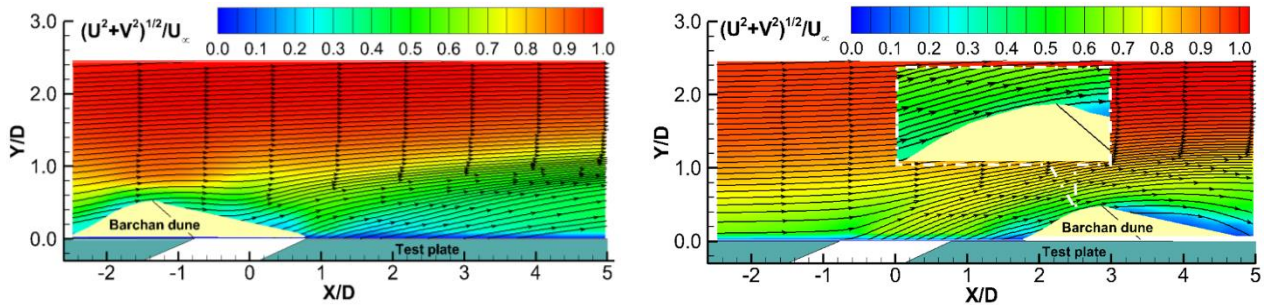 (U²+V²)¹/²/U∞
0.0 0.1 0.2 0.3 0.4 0.5 0.6 0.7 0.8 0.9 1.0
3.0
2.0
1.0
0.0
Y/D
Barchan dune
Test plate
-2 -1 0 1 2 3 4 5
X/D
(U²+V²)¹/²/U∞
0.0 0.1 0.2 0.3 0.4 0.5 0.6 0.7 0.8 0.9 1.0
3.0
2.0
1.0
0.0
Y/D
Barchan dune
Test plate
-2 -1 0 1 2 3 4 5
X/D